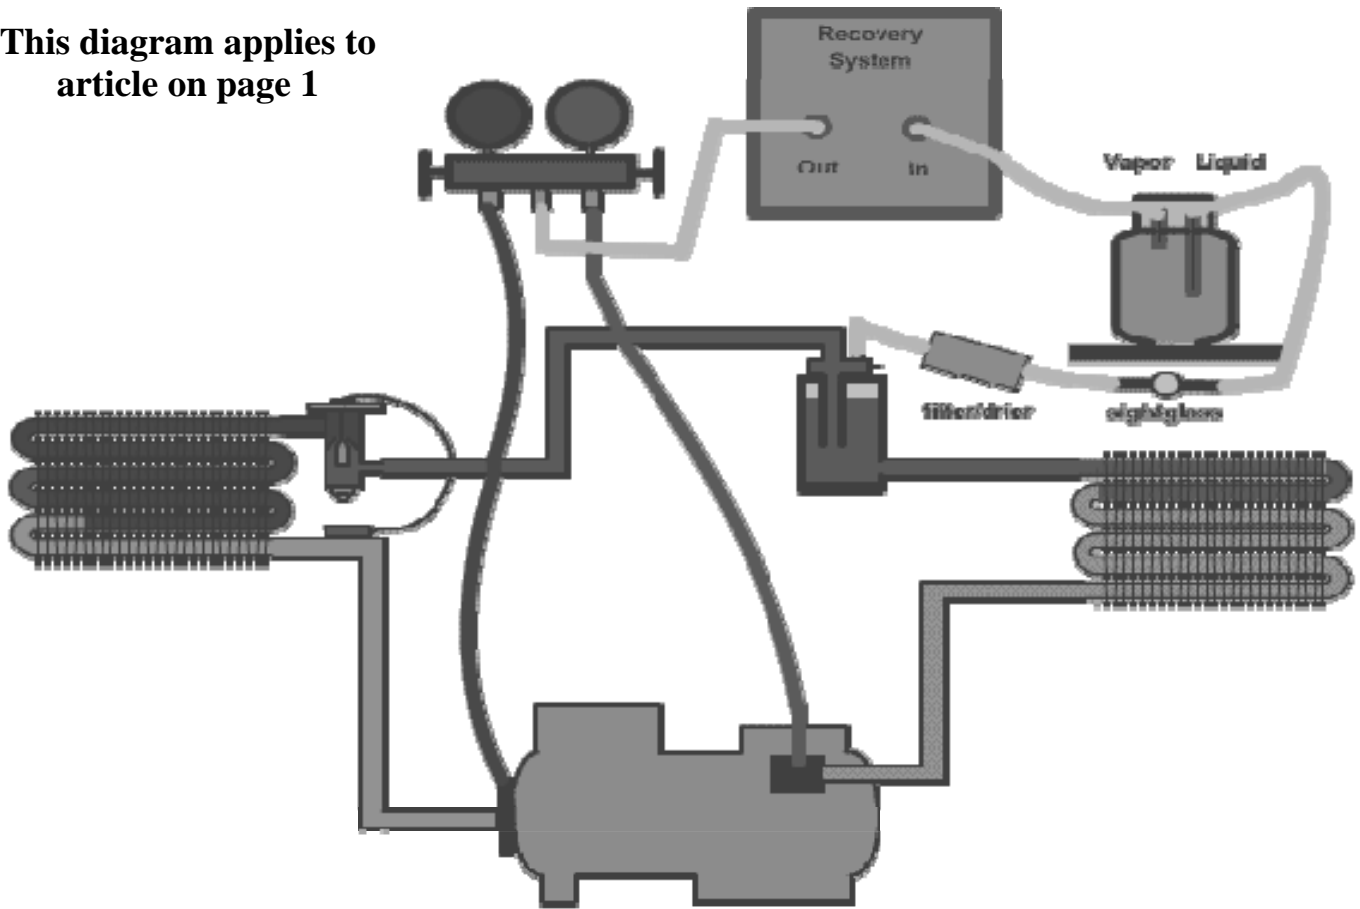 This diagram applies to
article on page 1
Recovery
System
Out
In
Vapor Liquid
filter/drier
sightglass